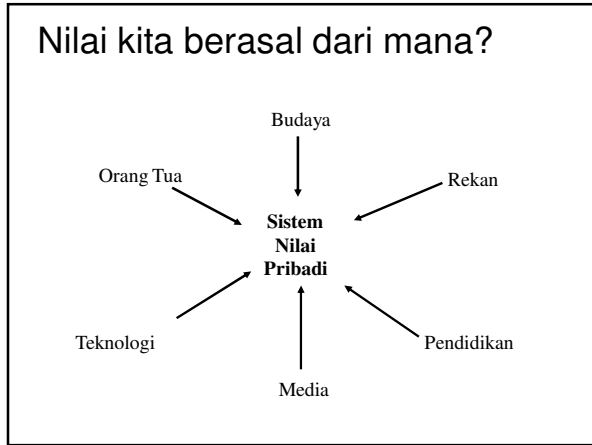 Nilai kita berasal dari mana?
Budaya
Orang Tua
Rekan
Sistem
Nilai
Pribadi
Teknologi
Pendidikan
Media